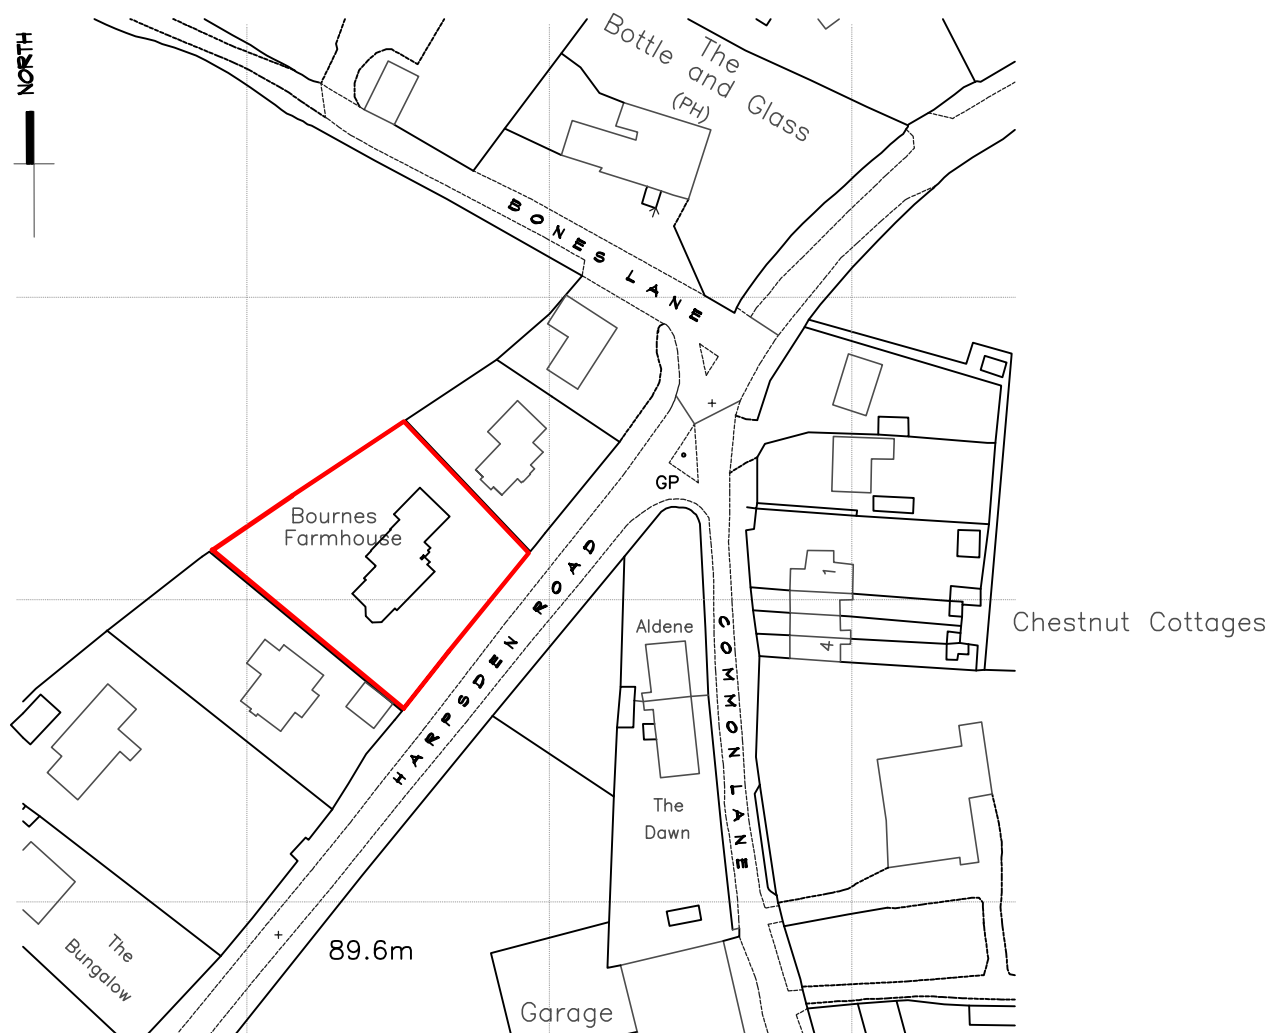 NORTH
The
Bottle and Glass
(PH)
BONES LANE
GP
Bournes
Farmhouse
HARPSDEN ROAD
1
Aldene
COMMON LANE
Chestnut Cottages
4
The
Dawn
The
Bungalow
89.6m
Garage